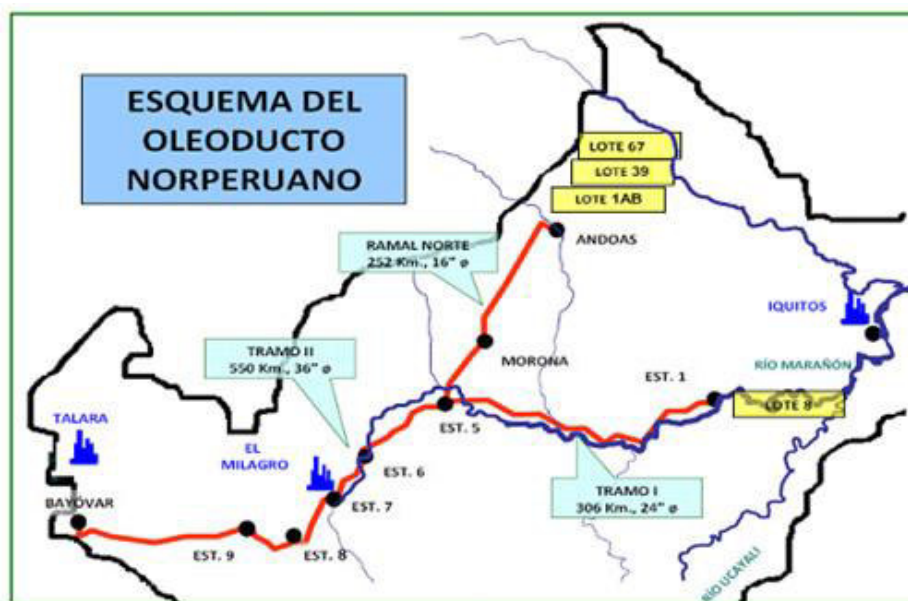 ESQUEMA DEL
OLEODUCTO
NORPERUANO
LOTE 67
LOTE 39
LOTE 1AB
ANDOAS
RAMAL NORTE
252 Km., 16" ø
IQUITOS
TRAMO II
550 Km., 36" ø
MORONA
RÍO MARAÑÓN
EST. 1
LOTE 8
EST. 5
TALARA
EL
MILAGRO
EST. 6
TRAMO I
306 Km., 24" ø
BAYÓVAR
EST. 7
EST. 8
EST. 9
RÍO UCAYALI